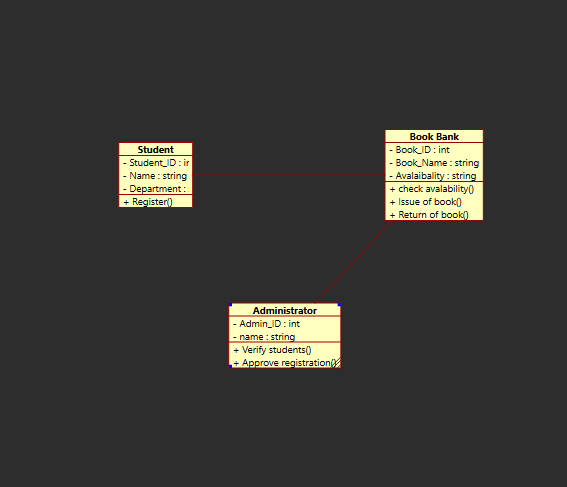 Student
- Student_ID : ir
- Name : string
- Department :
+ Register()
Book Bank
- Book_ID : int
- Book_Name : string
- Avalaibality : string
+ check avalability()
+ Issue of book()
+ Return of book()
Administrator
- Admin_ID : int
- name : string
+ Verify students()
+ Approve registration()